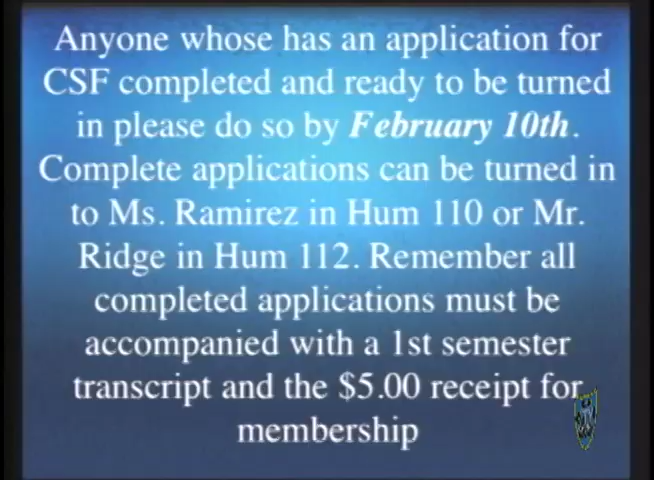 Anyone whose has an application for
CSF completed and ready to be turned
in please do so by February 10th.
Complete applications can be turned in
to Ms. Ramirez in Hum 110 or Mr.
Ridge in Hum 112. Remember all
completed applications must be
accompanied with a 1st semester
transcript and the $5.00 receipt for
membership